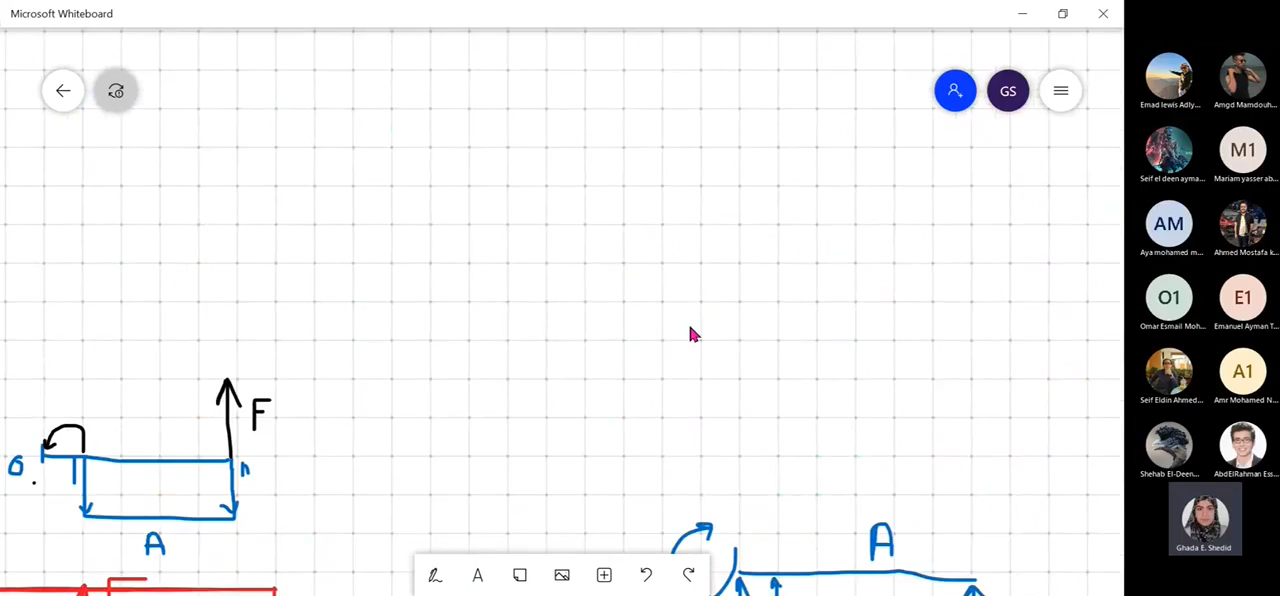 Microsoft Whiteboard
GS
Emad lewis Adly...
Amgd Mamdouh...
Seif el deen ayma...
M1
Mariam yasser ab...
AM
Aya mohamed m...
Ahmed Mostafa k...
O1
Omar Esmail Moh...
E1
Emanuel Ayman T...
Seif Eldin Ahmed...
A1
Amr Mohamed N...
Shehab El-Deen...
AbdElRahman Ess...
Ghada E. Shedid
F
n
A
A
A